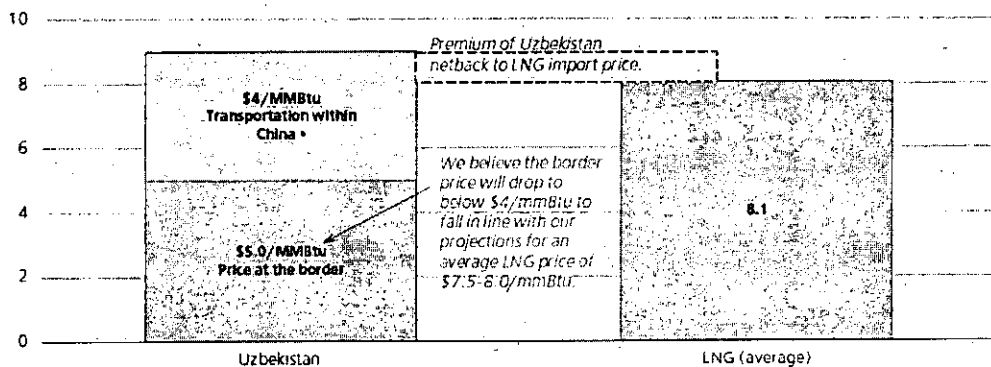 10
8
6
4
2
0
Premium of Uzbekistan
netback to LNG import price.
$4/MMBtu
Transportation within
China
We believe the border
price will drop to
below $4/mmBtu to
fall in line with our
projections for an
average LNG price of
$7.5-8.0/mmBtu.
$5.0/MMBtu
Price at the border
8.1
Uzbekistan
LNG (average)